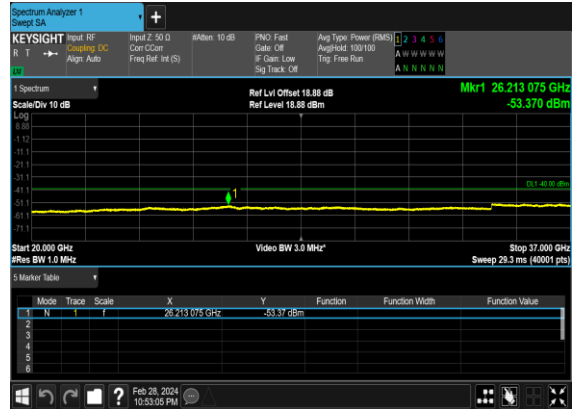 Spectrum Analyzer 1
Swept SA
+
KEYSIGHT Input: RF Input Z: 50 Ω #Atten: 10 dB PNO: Fast Avg Type: Power (RMS) 1 2 3 4 5 6
R T Coupling: DC Corr CCorr Gate: Off Avg|Hold: 100/100 A W W W W W
Align: Auto Freq Ref: Int (S) IF Gain: Low Trig: Free Run
Sig Track: Off A N N N N N
1 Spectrum Ref Lvl Offset 18.88 dB Mkr1 26.213 075 GHz
Scale/Div 10 dB Ref Level 18.88 dBm -53.370 dBm
Log
8.88
-1.12
-11.1
-21.1
-31.1
DL1 -40.00 dBm
-41.1
1
-51.1
-61.1
-71.1
Start 20.000 GHz Video BW 3.0 MHz* Stop 37.000 GHz
#Res BW 1.0 MHz Sweep 29.3 ms (40001 pts)
5 Marker Table
Mode Trace Scale X Y Function Function Width Function Value
1 N 1 f 26.213 075 GHz -53.37 dBm
2
3
4
5
6
? Feb 28, 2024
10:53:05 PM